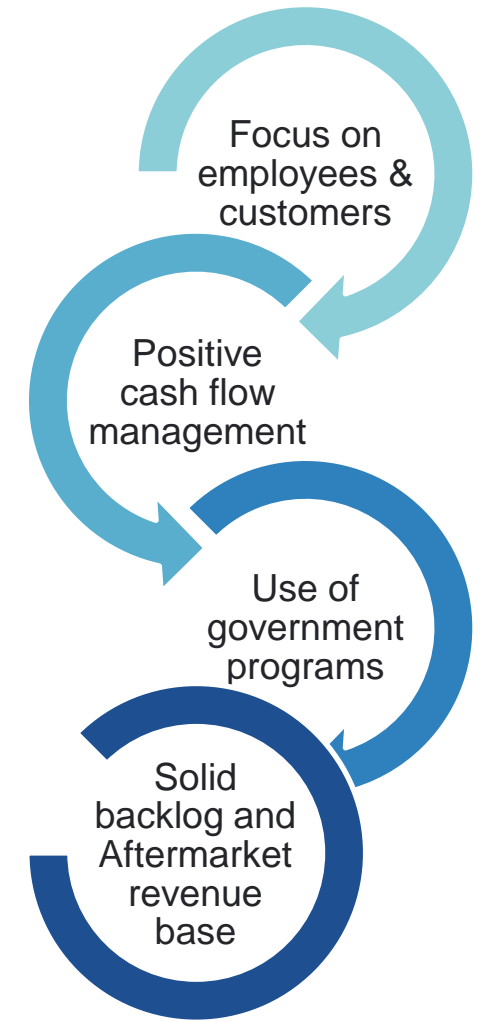 Focus on
employees &
customers
Positive
cash flow
management
Use of
government
programs
Solid
backlog and
Aftermarket
revenue
base